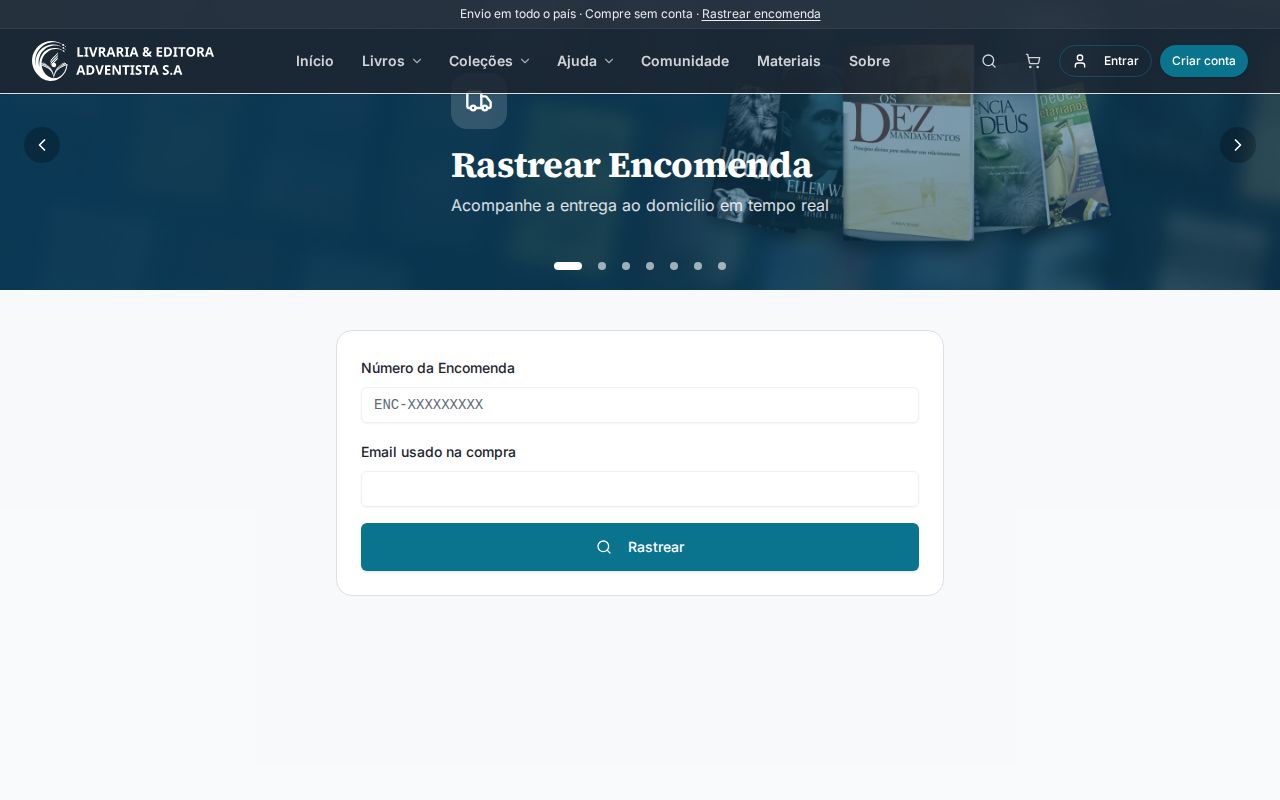 Envio em todo o país · Compre sem conta · Rastrear encomenda
LIVRARIA & EDITORA
ADVENTISTA S.A
Início
Livros
Coleções
Ajuda
Comunidade
Materiais
Sobre
Entrar
Criar conta
OS
DEZ
MANDAMENTOS
DEUS
ELLEN
Rastrear Encomenda
Acompanhe a entrega ao domicílio em tempo real
Número da Encomenda
ENC-XXXXXXXXX
Email usado na compra
Rastrear